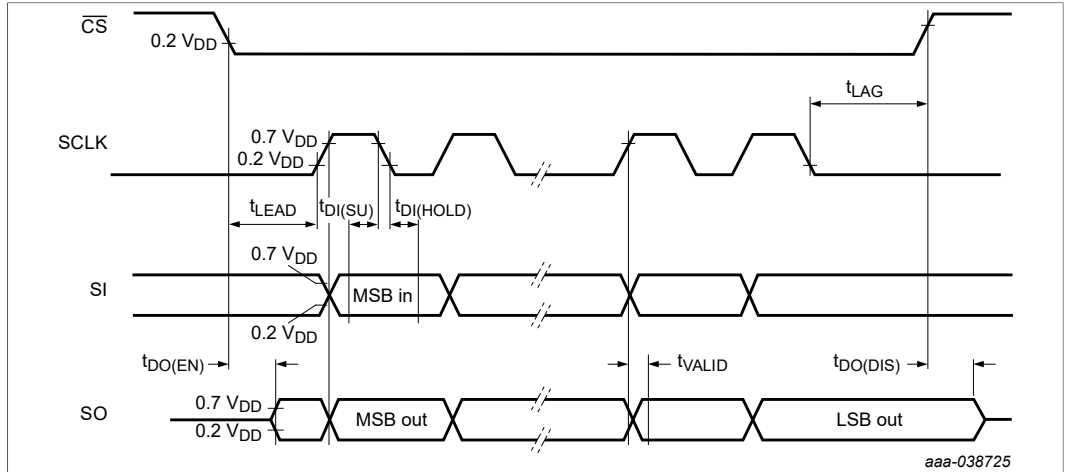 CS
0.2 VDD
tLAG
SCLK
0.7 VDD
0.2 VDD
tLEAD
tDI(SU)
tDI(HOLD)
0.7 VDD
SI
MSB in
0.2 VDD
tDO(EN)
tVALID
tDO(DIS)
SO
0.7 VDD
0.2 VDD
MSB out
LSB out
aaa-038725